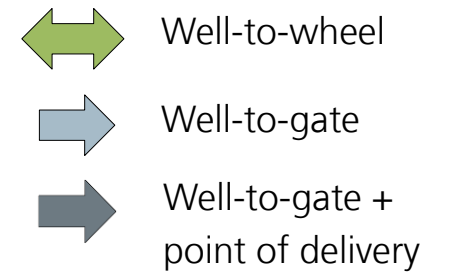 Well-to-wheel
Well-to-gate
Well-to-gate +
point of delivery